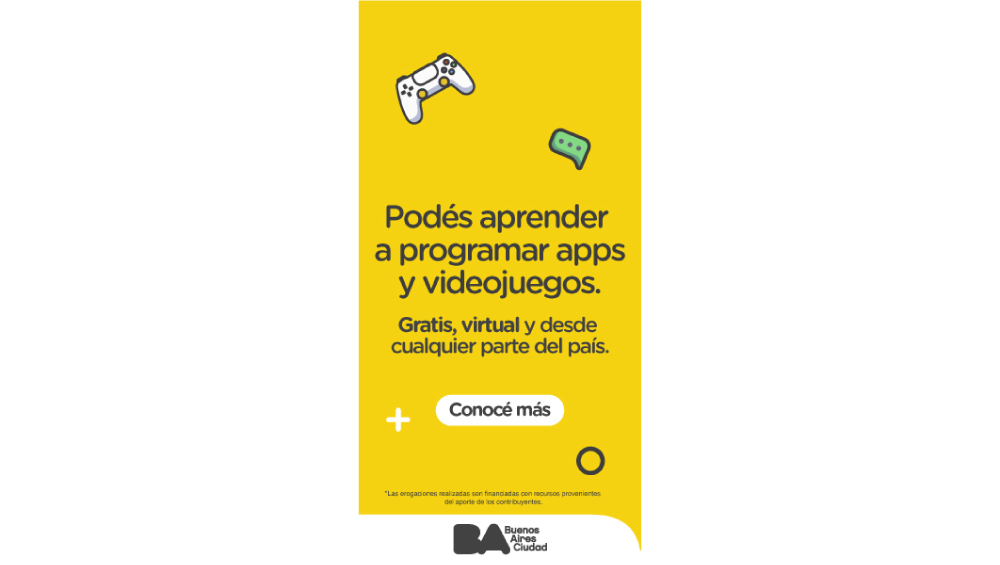 Podés aprender
a programar apps
y videojuegos.
Gratis, virtual y desde
cualquier parte del país.
Conocé más
*Las erogaciones realizadas son financiadas con recursos provenientes
del aporte de los contribuyentes.
BA Buenos
Aires
Ciudad